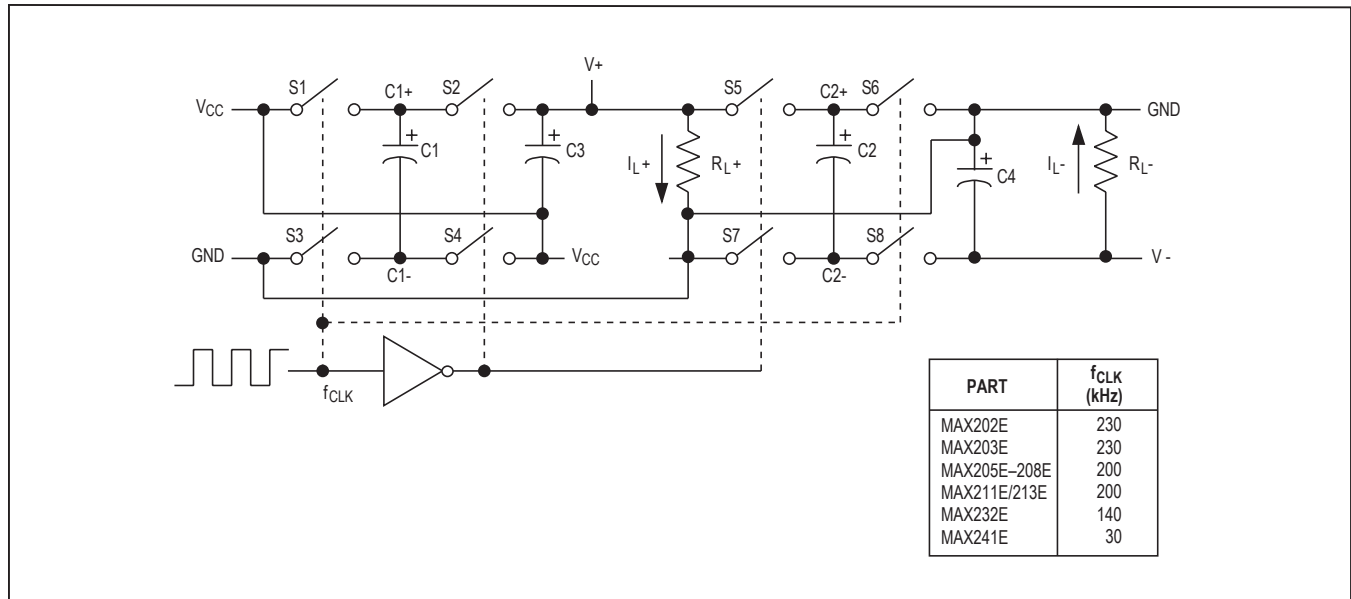 V+
S1
C1+
S2
S5
C2+
S6
VCC
GND
+
C1
+
C3
IL+
RL+
+
C2
+
C4
IL-
RL-
S3
S4
S7
S8
GND
C1-
VCC
C2-
V -
fCLK
PART
fCLK
(kHz)
MAX202E 230
MAX203E 230
MAX205E–208E 200
MAX211E/213E 200
MAX232E 140
MAX241E 30